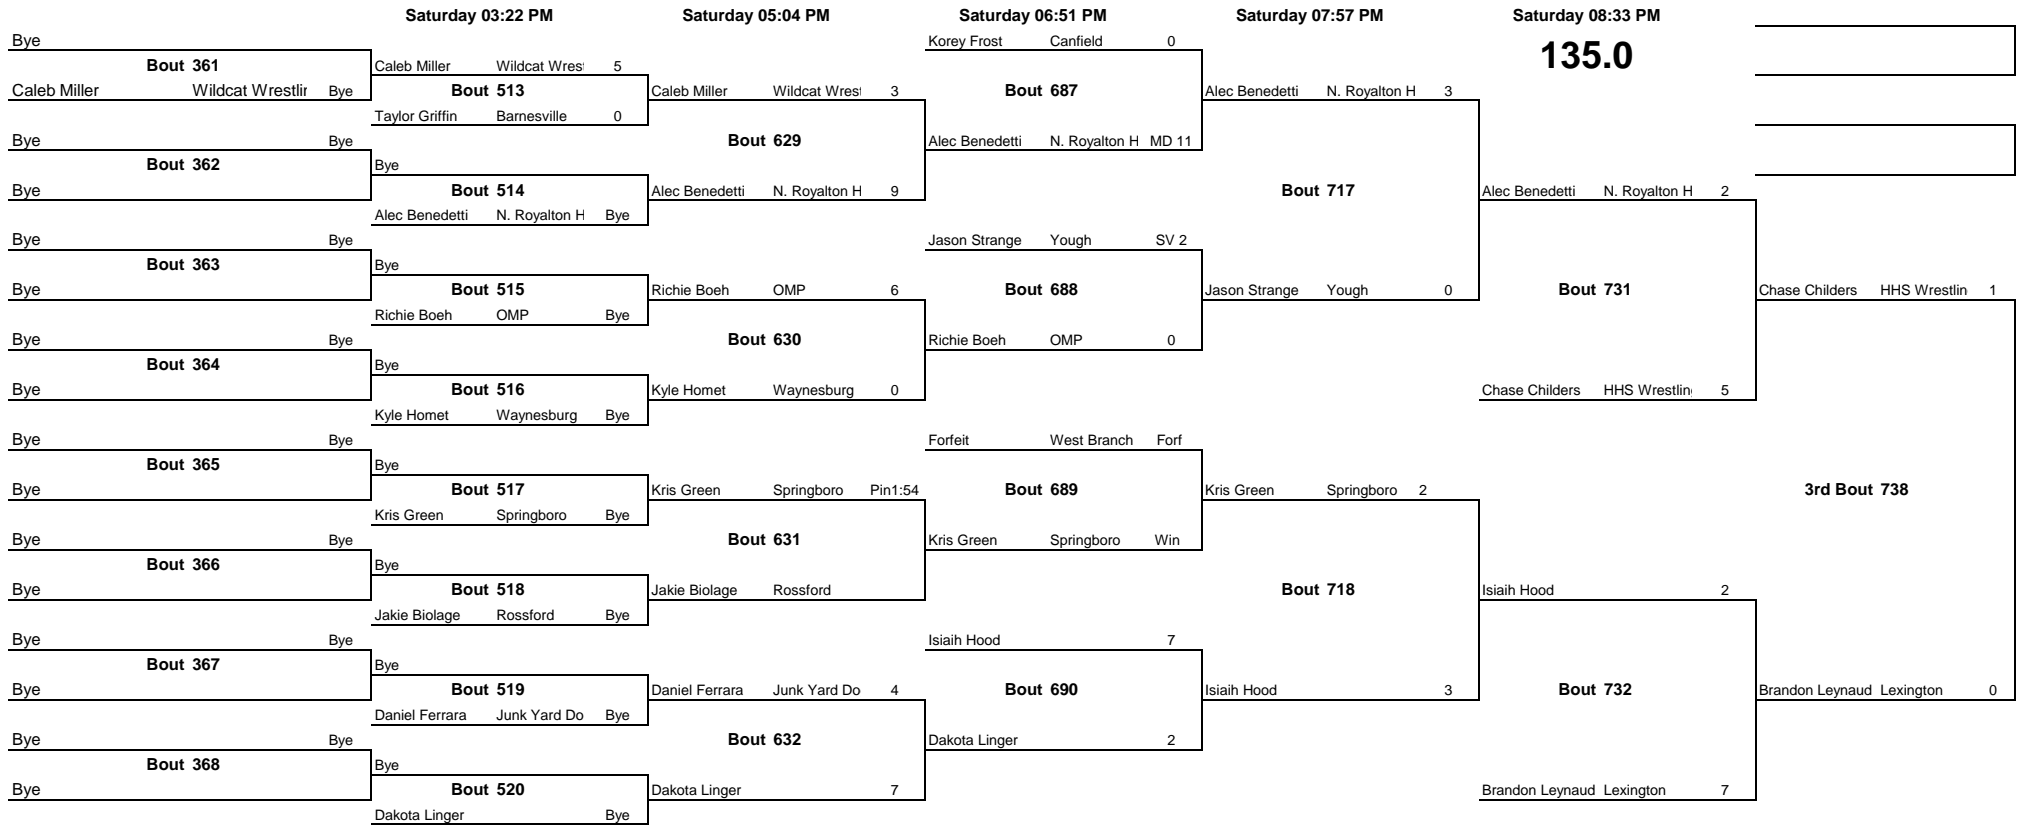 Saturday 03:22 PM Saturday 05:04 PM Saturday 06:51 PM Saturday 07:57 PM Saturday 08:33 PM
Bye Korey Frost Canfield 0 135.0
Bout 361 Caleb Miller Wildcat Wres 5
Caleb Miller Wildcat Wrestlir Bye Bout 513 Caleb Miller Wildcat Wrest 3 Bout 687 Alec Benedetti N. Royalton H 3
Taylor Griffin Barnesville 0
Bye Bye Bout 629 Alec Benedetti N. Royalton H MD 11
Bout 362 Bye
Bye Bout 514 Alec Benedetti N. Royalton H 9 Bout 717 Alec Benedetti N. Royalton H 2
Alec Benedetti N. Royalton H Bye
Bye Bye Jason Strange Yough SV 2
Bout 363 Bye
Bye Bout 515 Richie Boeh OMP 6 Bout 688 Jason Strange Yough 0 Bout 731 Chase Childers HHS Wrestlin 1
Richie Boeh OMP Bye
Bye Bye Bout 630 Richie Boeh OMP 0
Bout 364 Bye
Bye Bout 516 Kyle Homet Waynesburg 0 Chase Childers HHS Wrestlin 5
Kyle Homet Waynesburg Bye
Bye Bye Forfeit West Branch Forf
Bout 365 Bye
Bye Bout 517 Kris Green Springboro Pin1:54 Bout 689 Kris Green Springboro 2 3rd Bout 738
Kris Green Springboro Bye
Bye Bye Bout 631 Kris Green Springboro Win
Bout 366 Bye
Bye Bout 518 Jakie Biolage Rossford Bout 718 Isiaih Hood 2
Jakie Biolage Rossford Bye
Bye Bye Isiaih Hood 7
Bout 367 Bye
Bye Bout 519 Daniel Ferrara Junk Yard Do 4 Bout 690 Isiaih Hood 3 Bout 732 Brandon Leynaud Lexington 0
Daniel Ferrara Junk Yard Do Bye
Bye Bye Bout 632 Dakota Linger 2
Bout 368 Bye
Bye Bout 520 Dakota Linger 7 Brandon Leynaud Lexington 7
Dakota Linger Bye